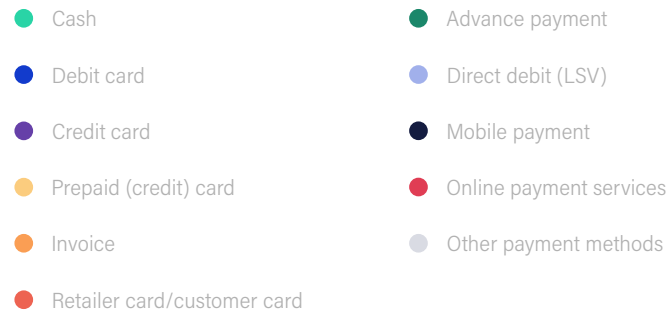 Cash
Debit card
Credit card
Prepaid (credit) card
Invoice
Retailer card/customer card
Advance payment
Direct debit (LSV)
Mobile payment
Online payment services
Other payment methods